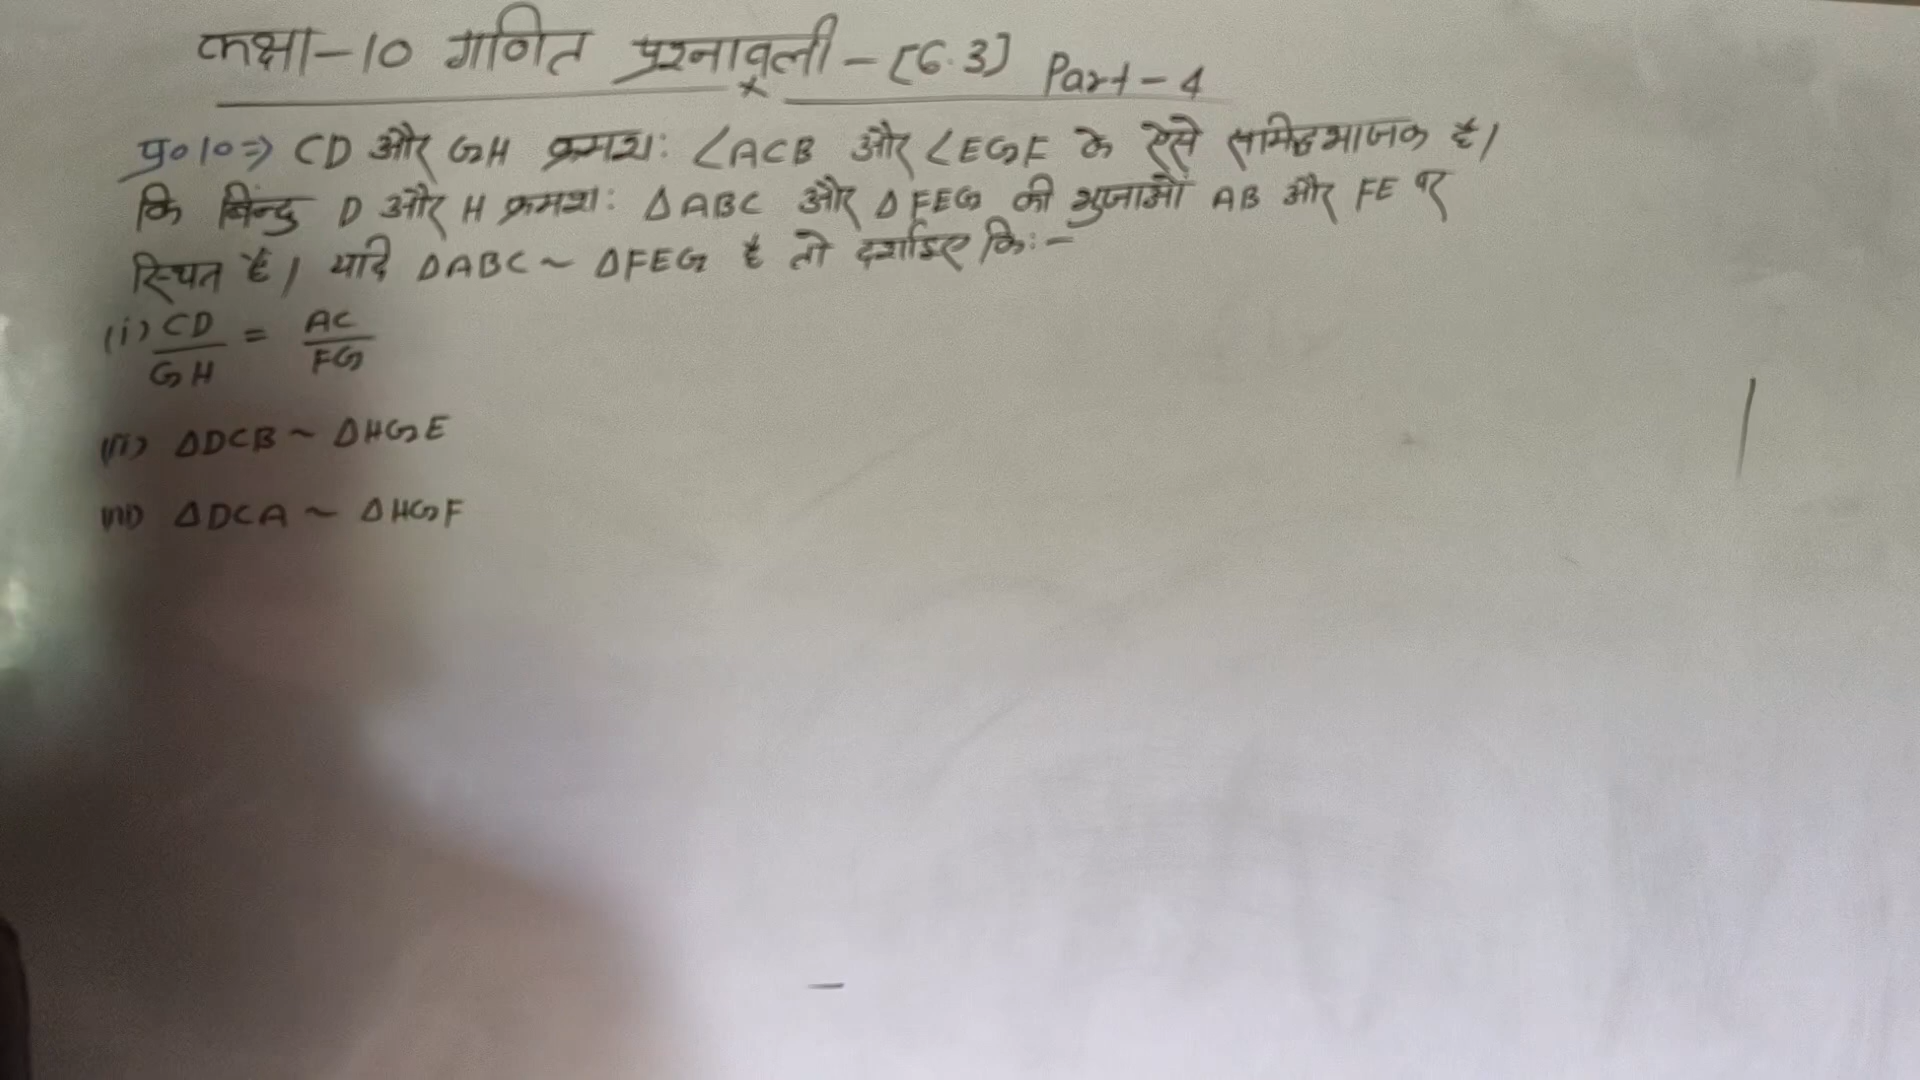 कक्षा-10 गणित प्रश्नावली-[6.3] Part-4
प्र०10⇒ CD और GH क्रमशः ∠ACB और ∠EGF के ऐसे समिद्वभाजक है।
कि बिन्दु D और H क्रमशः ΔABC और ΔFEG की भुजाओं AB और FE पर
स्थित है। यदि ΔABC ~ ΔFEG है तो दर्शाइए कि:-
(i) CD/GH = AC/FG
(ii) ΔDCB ~ ΔHGE
(iii) ΔDCA ~ ΔHGF